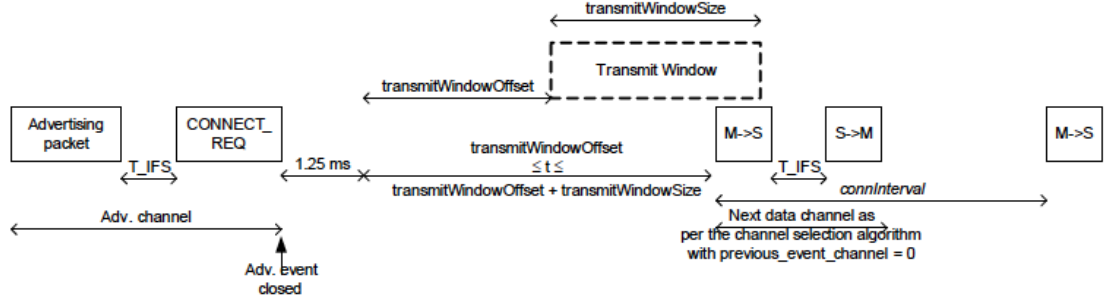 transmitWindowSize
Transmit Window
transmitWindowOffset
Advertising
packet
CONNECT_
REQ
M->S
S->M
M->S
T_IFS
1.25 ms
transmitWindowOffset
≤ t ≤
transmitWindowOffset + transmitWindowSize
T_IFS
connInterval
Adv. channel
Next data channel as
per the channel selection algorithm
with previous_event_channel = 0
Adv. event
closed